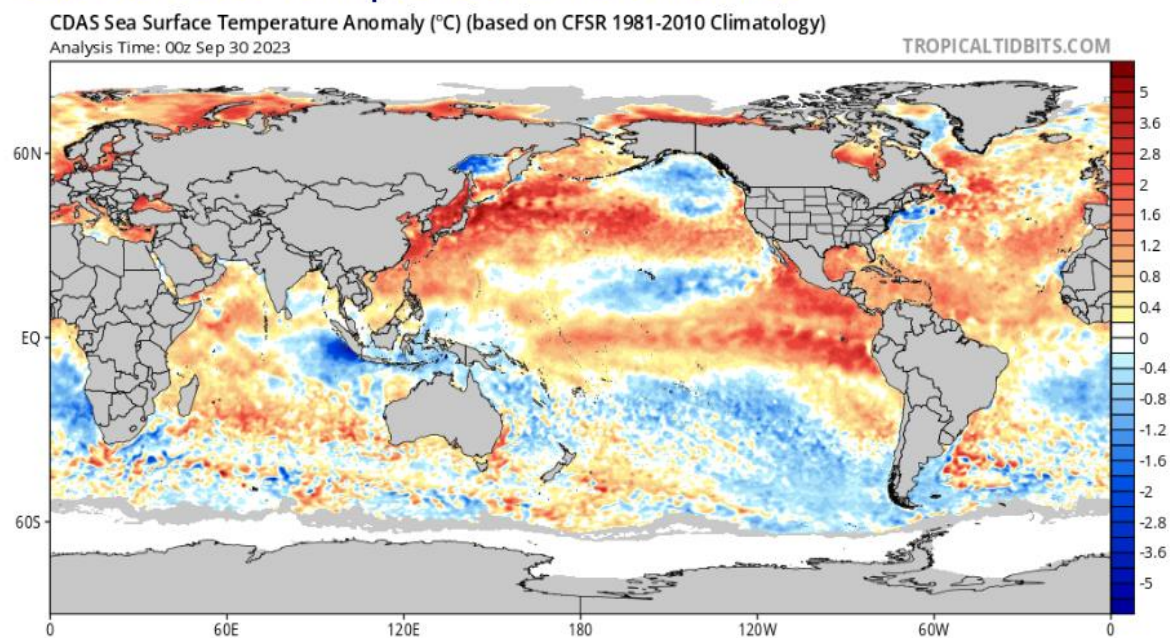 CDAS Sea Surface Temperature Anomaly (°C) (based on CFSR 1981-2010 Climatology)
Analysis Time: 00z Sep 30 2023
TROPICALTIDBITS.COM
60N
EQ
60S
0
60E
120E
180
120W
60W
0
5
3.6
2.8
2
1.6
1.2
0.8
0.4
0
-0.4
-0.8
-1.2
-1.6
-2
-2.8
-3.6
-5